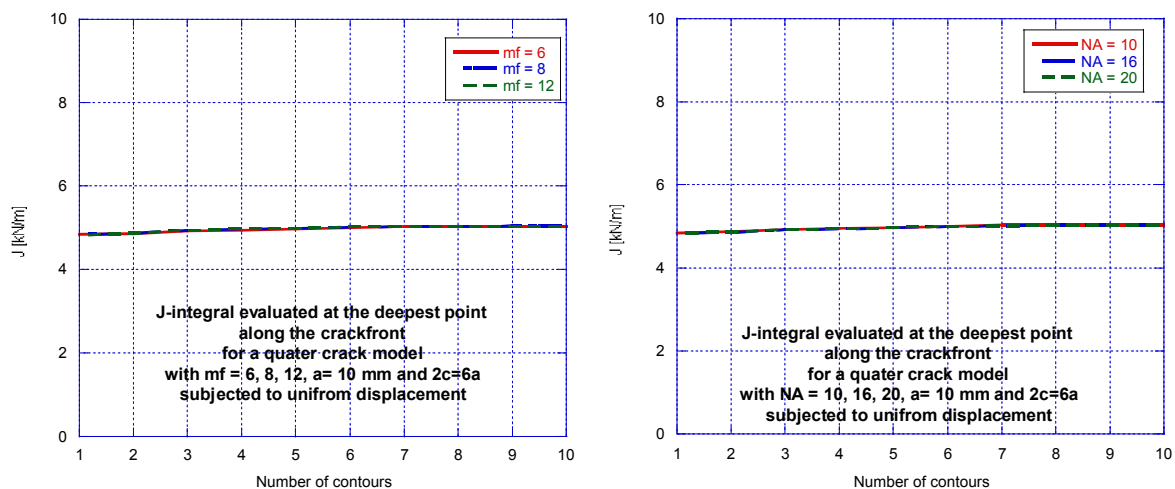 10
8
6
4
2
0
J [kN/m]
mf = 6
mf = 8
mf = 12
J-integral evaluated at the deepest point
along the crackfront
for a quater crack model
with mf = 6, 8, 12, a= 10 mm and 2c=6a
subjected to unifrom displacement
1 2 3 4 5 6 7 8 9 10
Number of contours
10
8
6
4
2
0
J [kN/m]
NA = 10
NA = 16
NA = 20
J-integral evaluated at the deepest point
along the crackfront
for a quater crack model
with NA = 10, 16, 20, a= 10 mm and 2c=6a
subjected to unifrom displacement
1 2 3 4 5 6 7 8 9 10
Number of contours